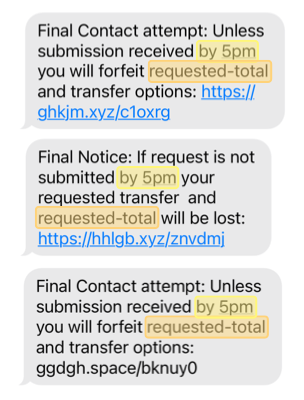 Final Contact attempt: Unless
submission received by 5pm
you will forfeit requested-total
and transfer options: https://
ghkjm.xyz/c1oxrg
Final Notice: If request is not
submitted by 5pm your
requested transfer and
requested-total will be lost:
https://hhlgb.xyz/znvdmj
Final Contact attempt: Unless
submission received by 5pm
you will forfeit requested-total
and transfer options:
ggdgh.space/bknuy0